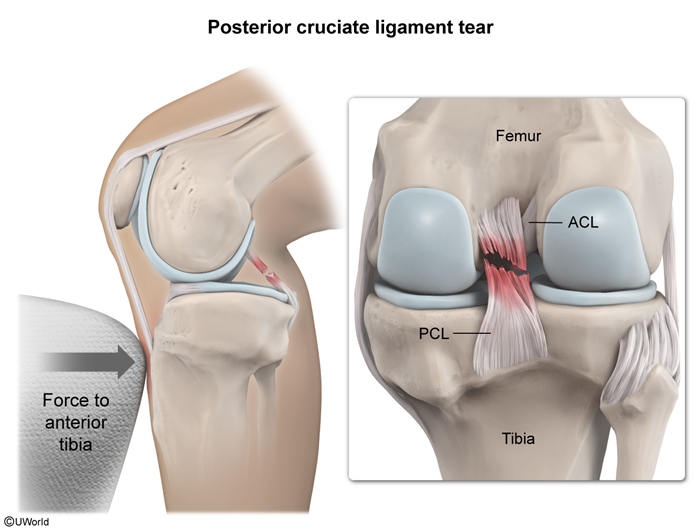 Posterior cruciate ligament tear
Force to
anterior
tibia
Femur
ACL
PCL
Tibia
©UWorld